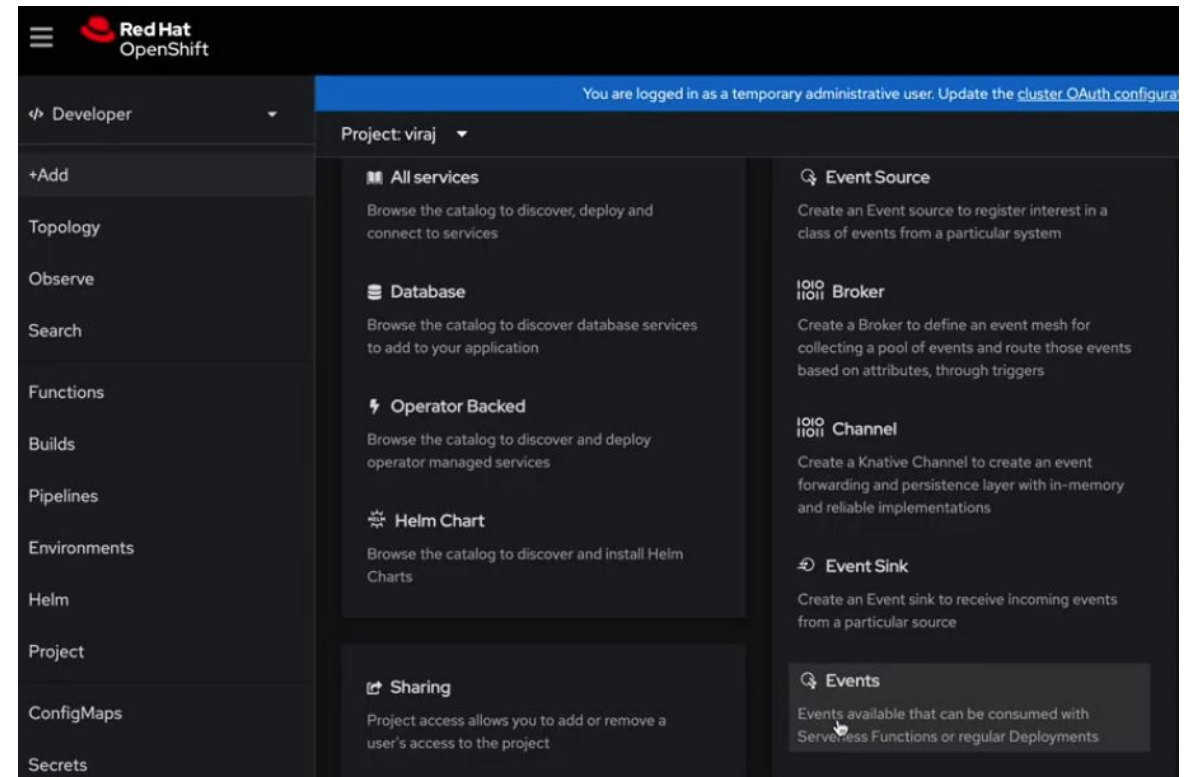 Red Hat
OpenShift
Developer
You are logged in as a temporary administrative user. Update the cluster OAuth
Project: viraj
+Add
Topology
Observe
Search
Functions
Builds
Pipelines
Environments
Helm
Project
ConfigMaps
Secrets
All services
Browse the catalog to discover, deploy and
connect to services
Database
Browse the catalog to discover database services
to add to your application
Operator Backed
Browse the catalog to discover and deploy
operator managed services
Helm Chart
Browse the catalog to discover and install Helm
Charts
Sharing
Project access allows you to add or remove a
user's access to the project
Event Source
Create an Event source to register interest in a
class of events from a particular system
Broker
Create a Broker to define an event mesh for
collecting a pool of events and route those events
based on attributes, through triggers
Channel
Create a Knative Channel to create an event
forwarding and persistence layer with in-memory
and reliable implementations
Event Sink
Create an Event sink to receive incoming events
from a particular source
Events
Events available that can be consumed with
Serverless Functions or regular Deployments